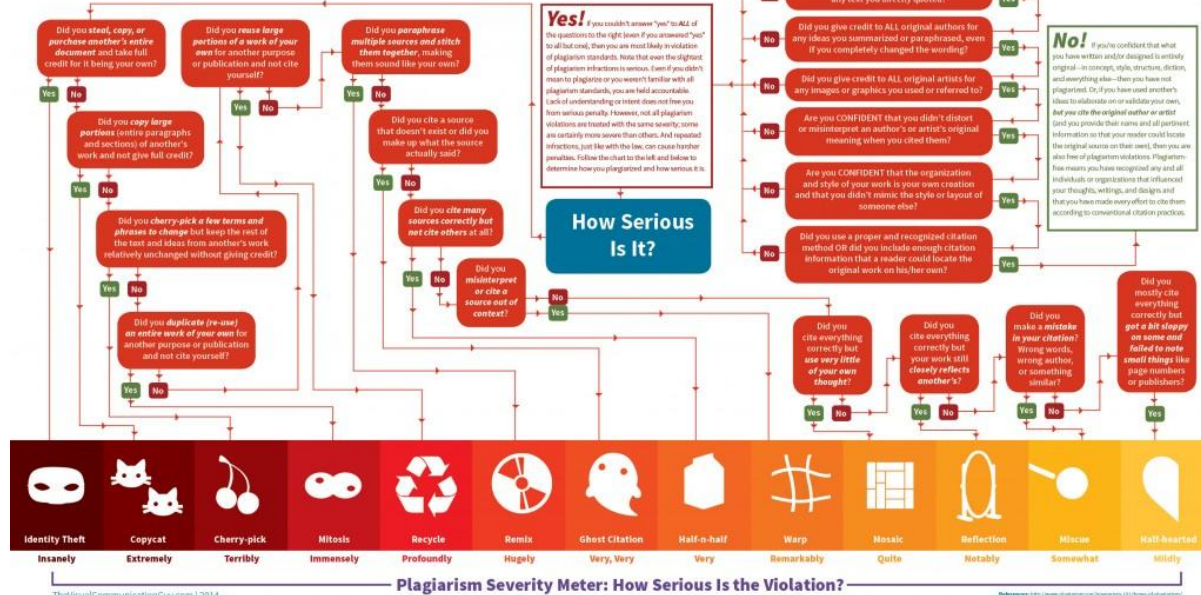 any text you directly quoted?
Did you steal, copy, or
purchase another's entire
document and take full
credit for it being your own?
Yes
No
Did you reuse large
portions of a work of your
own for another purpose
or publication and not cite
yourself?
Yes
No
Did you paraphrase
multiple sources and stitch
them together, making
them sound like your own?
Yes
No
Did you copy large
portions (entire paragraphs
and sections) of another's
work and not give full credit?
Yes
No
Did you cite a source
that doesn't exist or did you
make up what the source
actually said?
Yes
No
Did you cherry-pick a few terms and
phrases to change but keep the rest of
the text and ideas from another's work
relatively unchanged without giving credit?
Yes
No
Did you cite many
sources correctly but
not cite others at all?
Yes
No
Did you duplicate (re-use)
an entire work of your own for
another purpose or publication
and not cite yourself?
Yes
No
Did you
misinterpret
or cite a
source out of
context?
No
Yes
Yes! If you couldn't answer "yes" to ALL of
the questions to the right (even if you answered "yes"
to all but one), then you are most likely in violation
of plagiarism standards. Note that even the slightest
of plagiarism infractions is serious. Even if you didn't
mean to plagiarize or you weren't familiar with all
plagiarism standards, you are held accountable.
Lack of understanding or intent does not free you
from serious penalty. However, not all plagiarism
violations are treated with the same severity; some
are certainly more severe than others. And repeated
infractions, just like with the law, can cause harsher
penalties. Follow the chart to the left and below to
determine how you plargiarized and how serious it is.
How Serious
Is It?
No
Did you give credit to ALL original authors for
any ideas you summarized or paraphrased, even
if you completely changed the wording?
Yes
No
Did you give credit to ALL original artists for
any images or graphics you used or referred to?
Yes
No
Are you CONFIDENT that you didn't distort
or misinterpret an author's or artist's original
meaning when you cited them?
Yes
No
Are you CONFIDENT that the organization
and style of your work is your own creation
and that you didn't mimic the style or layout of
someone else?
Yes
No
Did you use a proper and recognized citation
method OR did you include enough citation
information that a reader could locate the
original work on his/her own?
Yes
No! If you're confident that what
you have written and/or designed is entirely
original—in concept, style, structure, diction,
and everything else—then you have not
plagiarized. Or, if you have used another's
ideas to elaborate on or validate your own,
but you cite the original author or artist
(and you provide their name and all pertinent
information so that your reader could locate
the original source on their own), then you are
also free of plagiarism violations. Plagiarism-
free means you have recognized any and all
individuals or organizations that influenced
your thoughts, writings, and designs and
that you have made every effort to cite them
according to conventional citation practices.
Did you
cite everything
correctly but
use very little
of your own
thought?
Yes
No
Did you
cite everything
correctly but
your work still
closely reflects
another's?
Yes
No
Did you
make a mistake
in your citation?
Wrong words,
wrong author,
or something
similar?
Yes
No
Did you
mostly cite
everything
correctly but
got a bit sloppy
on some and
failed to note
small things like
page numbers
or publishers?
Yes
Identity Theft
Copycat
Cherry-pick
Mitosis
Recycle
Remix
Ghost Citation
Half-n-half
Warp
Mosaic
Reflection
Miscue
Half-hearted
Insanely
Extremely
Terribly
Immensely
Profoundly
Hugely
Very, Very
Very
Remarkably
Quite
Notably
Somewhat
Mildly
Plagiarism Severity Meter: How Serious Is the Violation?
TheVisualCommunicationGuy.com | 2014